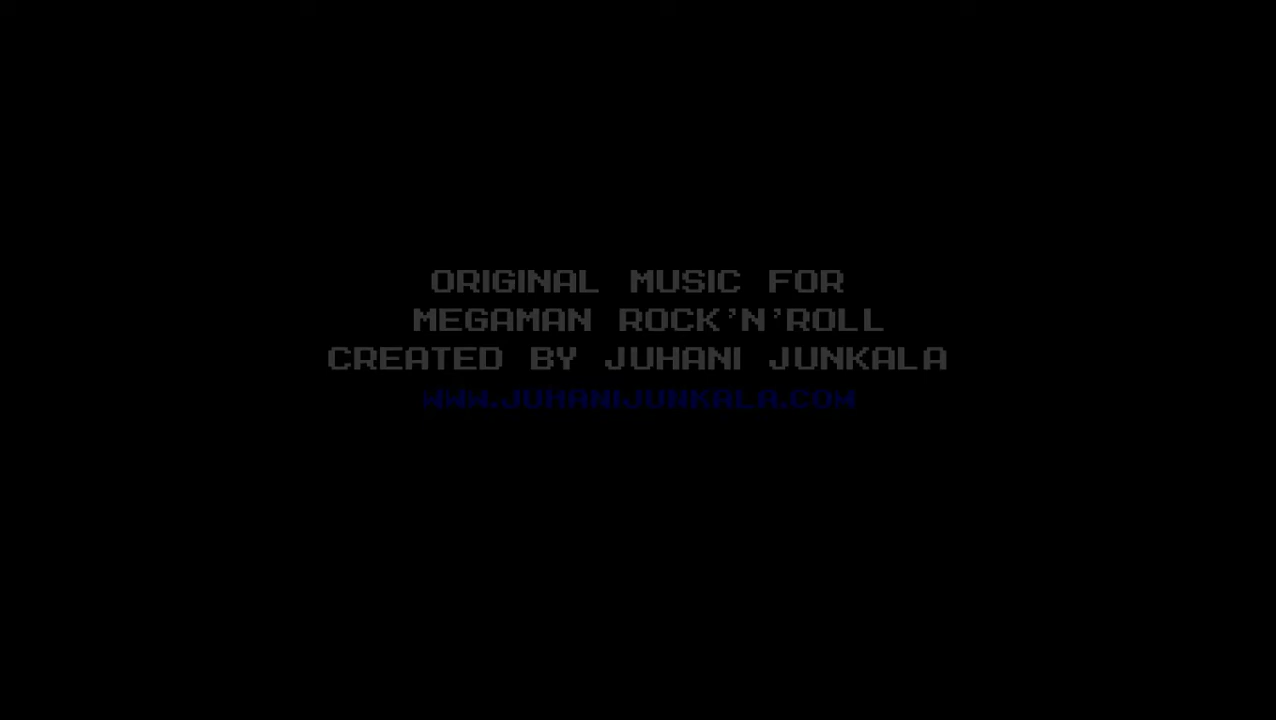 ORIGINAL MUSIC FOR
MEGAMAN ROCK'N'ROLL
CREATED BY JUHANI JUNKALA
WWW.JUHANIJUNKALA.COM